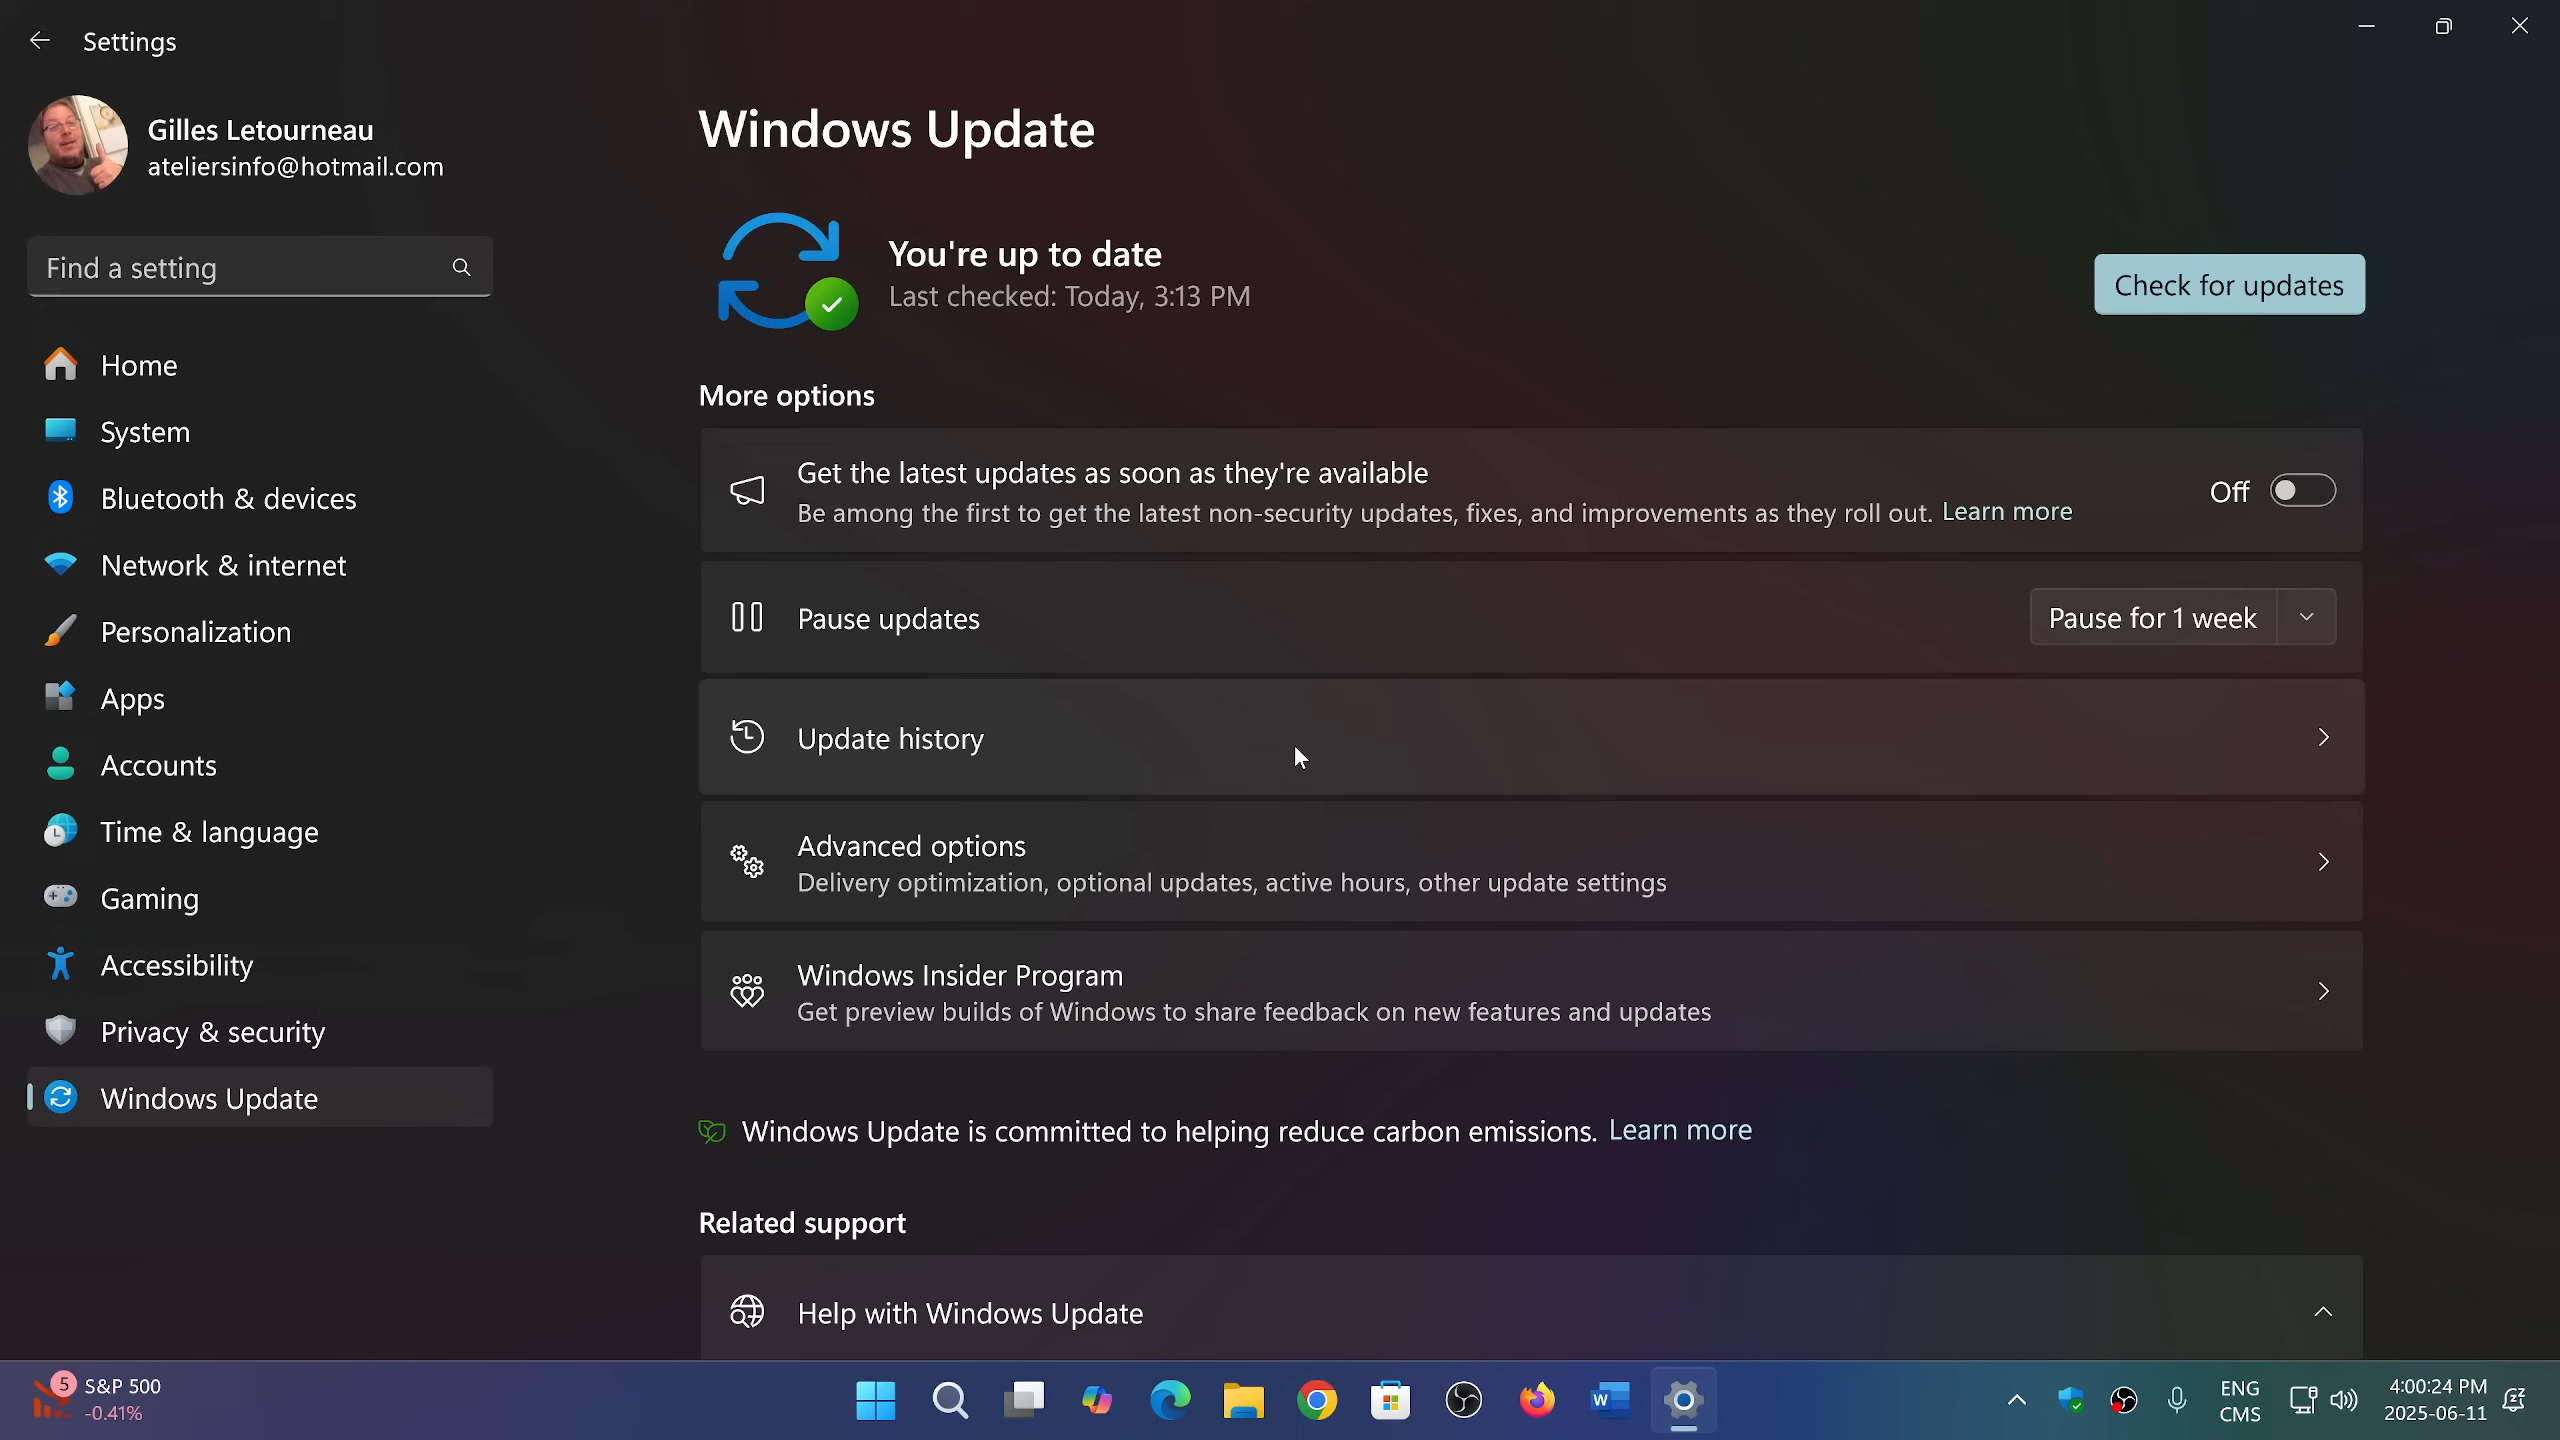 Settings
Gilles Letourneau
ateliersinfo@hotmail.com
Find a setting
Home
System
Bluetooth & devices
Network & internet
Personalization
Apps
Accounts
Time & language
Gaming
Accessibility
Privacy & security
Windows Update
Windows Update
You're up to date
Last checked: Today, 3:13 PM
Check for updates
More options
Get the latest updates as soon as they're available
Be among the first to get the latest non-security updates, fixes, and improvements as they roll out. Learn more
Off
Pause updates
Pause for 1 week
Update history
Advanced options
Delivery optimization, optional updates, active hours, other update settings
Windows Insider Program
Get preview builds of Windows to share feedback on new features and updates
Windows Update is committed to helping reduce carbon emissions. Learn more
Related support
Help with Windows Update
5
S&P 500
-0.41%
W
ENG
CMS
4:00:24 PM
2025-06-11